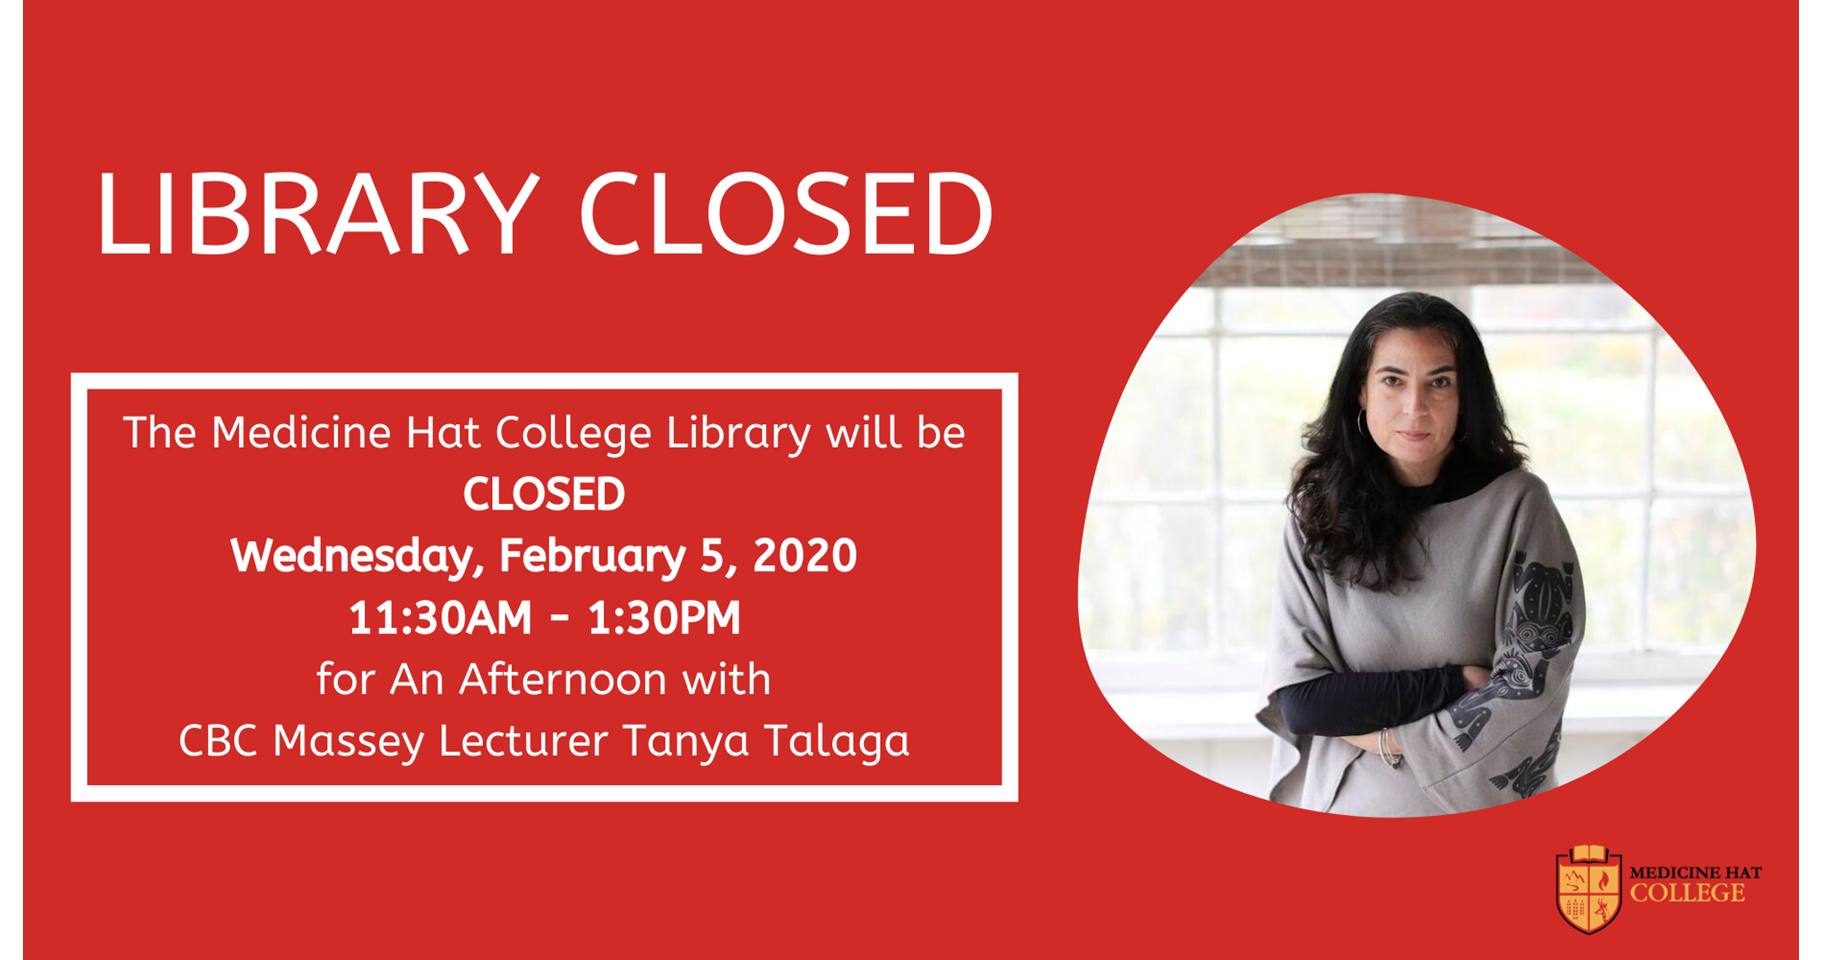 LIBRARY CLOSED
The Medicine Hat College Library will be
CLOSED
Wednesday, February 5, 2020
11:30AM - 1:30PM
for An Afternoon with
CBC Massey Lecturer Tanya Talaga
MEDICINE HAT
COLLEGE